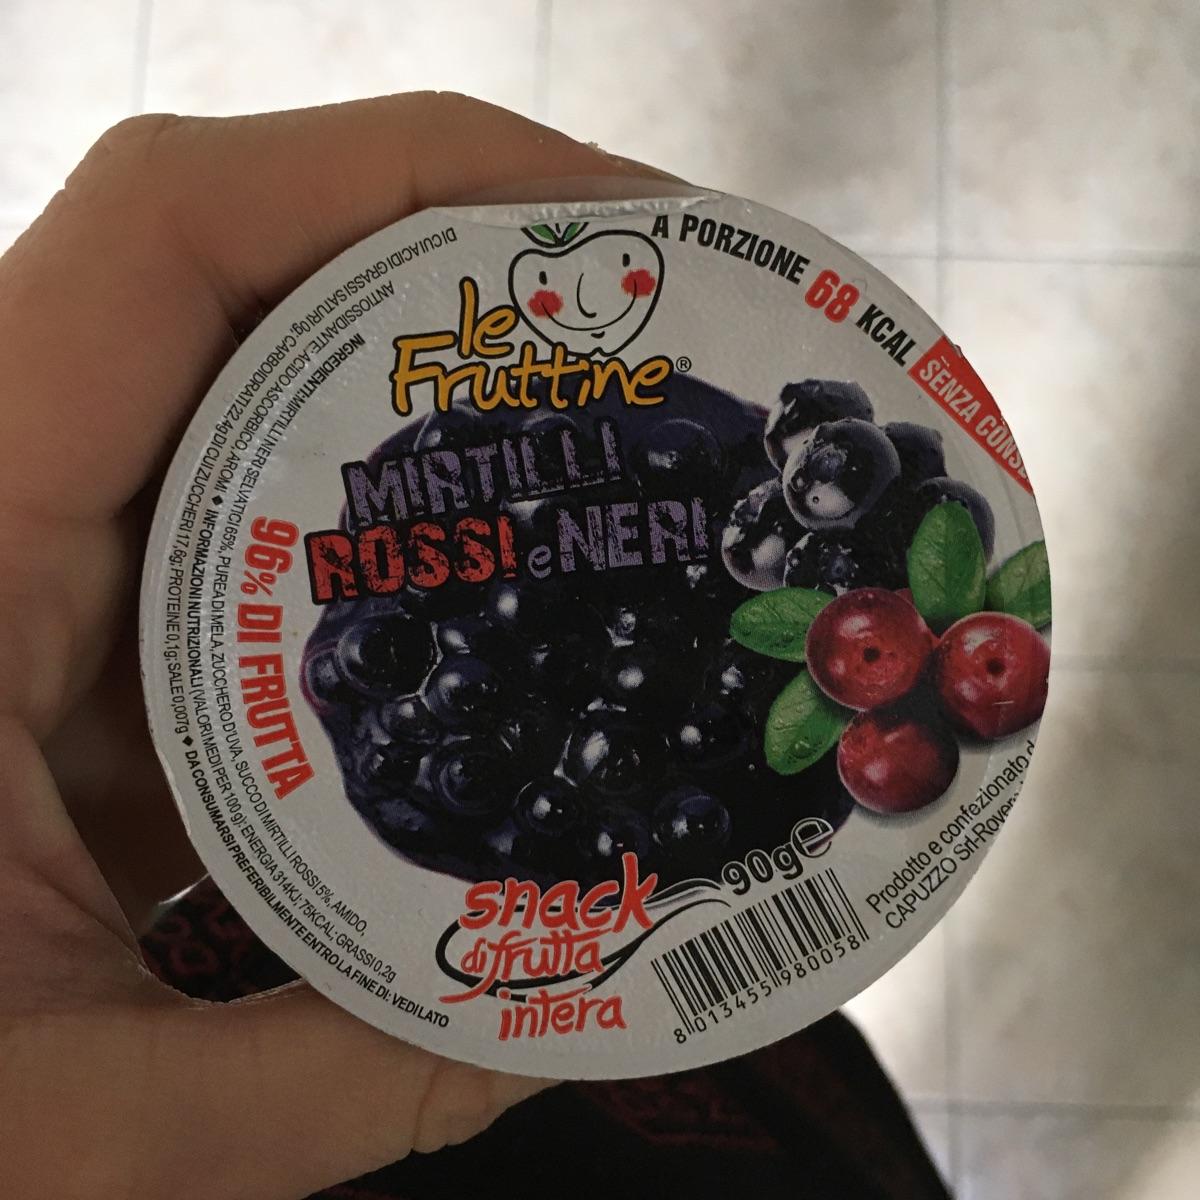 le
Fruttine®
A PORZIONE 68 KCAL
SENZA CONSE
MIRTILLI
ROSSI e NERI
96% DI FRUTTA
INGREDIENTI: MIRTILLI NERI SELVATICI 65%, PUREA DI MELA, ZUCCHERO D'UVA, SUCCO DI MIRTILLI ROSSI 5%, AMIDO,
ANTIOSSIDANTE: ACIDO ASCORBICO, AROMI ◆ INFORMAZIONI NUTRIZIONALI (VALORI MEDI PER 100 g): ENERGIA 314KJ; 75KCAL; GRASSI 0,2g
DI CUI ACIDI GRASSI SATURI 0g; CARBOIDRATI 22,4g DI CUI ZUCCHERI 17,6g; PROTEINE 0,1g; SALE 0,007g ◆ DA CONSUMARSI PREFERIBILMENTE ENTRO LA FINE DI: VEDI LATO
snack
di frutta
intera
90g e
8 013455 980058
Prodotto e confezionato d
CAPUZZO Srl-Rover